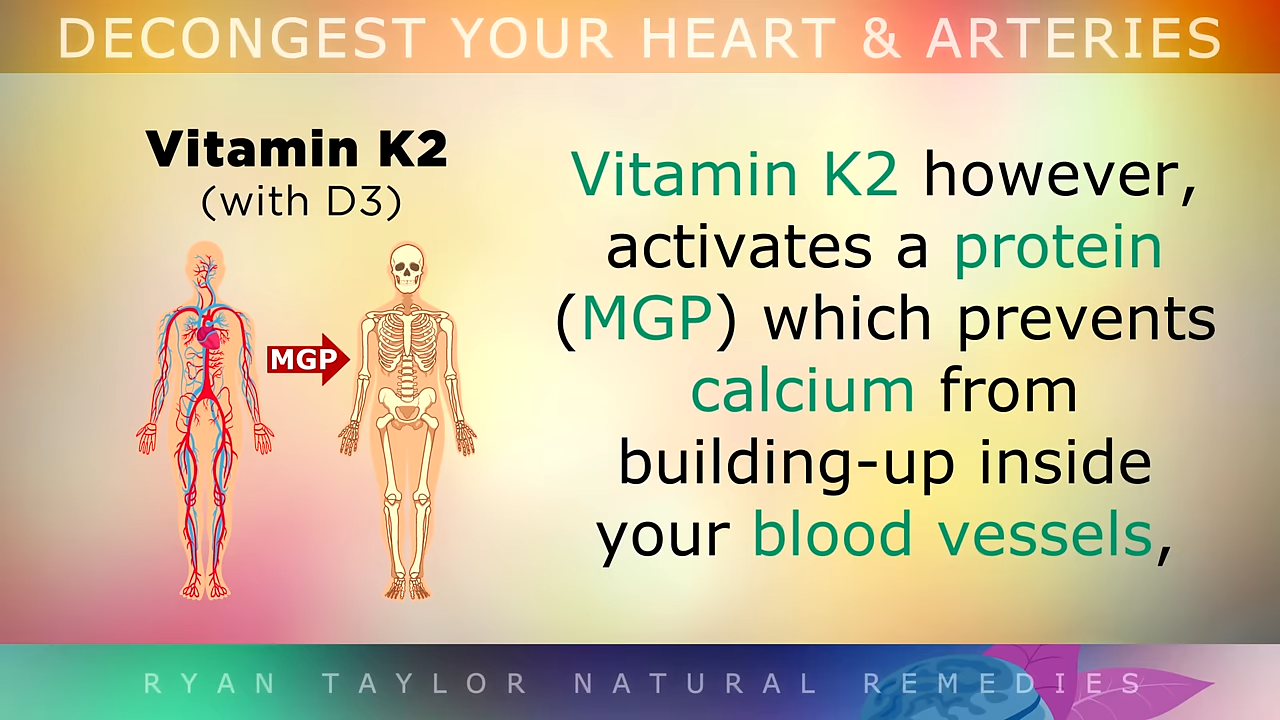 DECONGEST YOUR HEART & ARTERIES
Vitamin K2
(with D3)
MGP
Vitamin K2 however,
activates a protein
(MGP) which prevents
calcium from
building-up inside
your blood vessels,
RYAN TAYLOR NATURAL REMEDIES